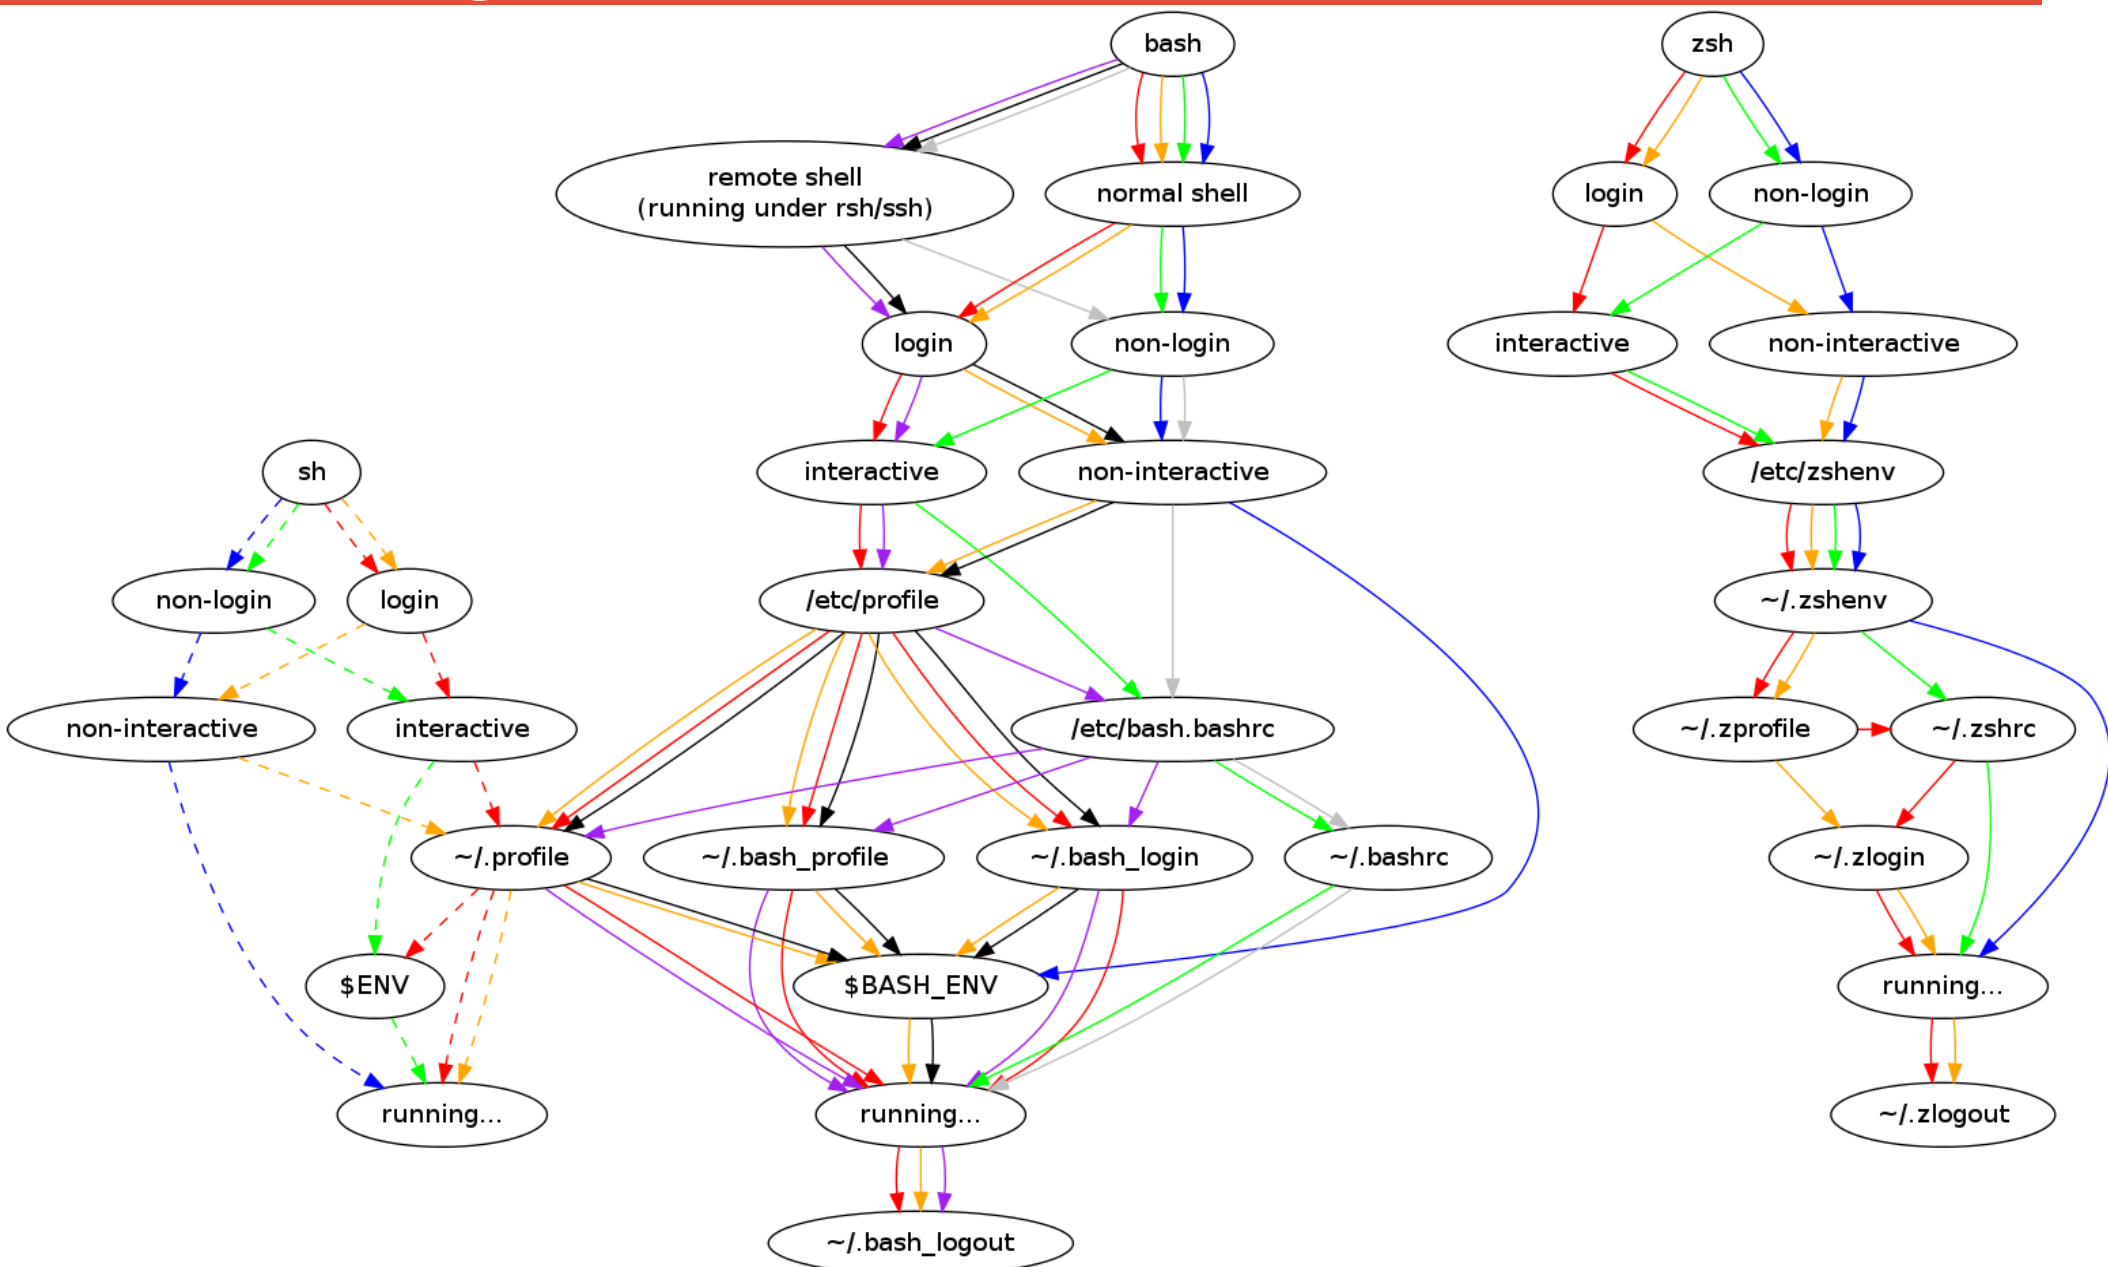 bash
zsh
remote shell
(running under rsh/ssh)
normal shell
login
non-login
login
non-login
interactive
non-interactive
sh
interactive
non-interactive
/etc/zshenv
non-login
login
/etc/profile
~/.zshenv
non-interactive
interactive
/etc/bash.bashrc
~/.zprofile
~/.zshrc
~/.profile
~/.bash_profile
~/.bash_login
~/.bashrc
~/.zlogin
$ENV
$BASH_ENV
running...
running...
running...
~/.zlogout
~/.bash_logout